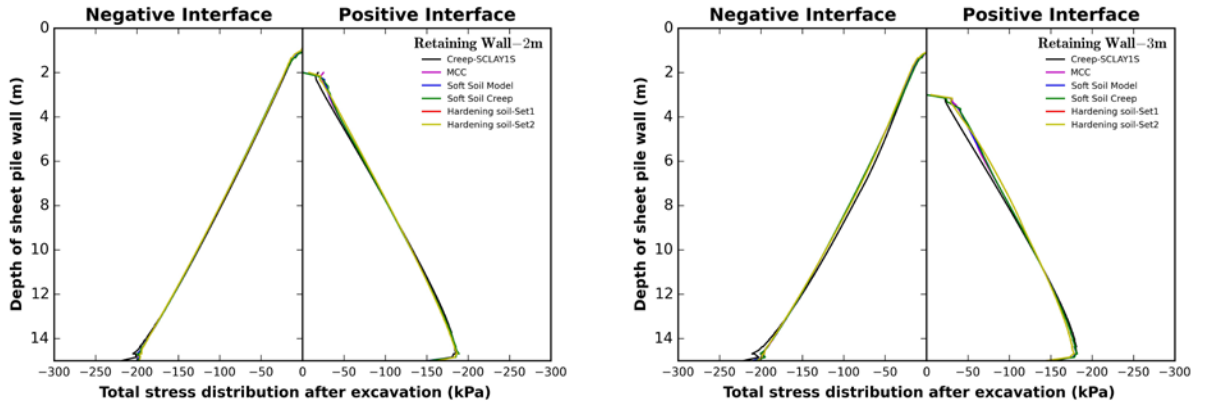 Negative Interface Positive Interface
Retaining Wall−2m
Creep-SCLAY1S
MCC
Soft Soil Model
Soft Soil Creep
Hardening soil-Set1
Hardening soil-Set2
Depth of sheet pile wall (m)
0
2
4
6
8
10
12
14
−300 −250 −200 −150 −100 −50 0 −50 −100 −150 −200 −250 −300
Total stress distribution after excavation (kPa)
Negative Interface Positive Interface
Retaining Wall−3m
Creep-SCLAY1S
MCC
Soft Soil Model
Soft Soil Creep
Hardening soil-Set1
Hardening soil-Set2
Depth of sheet pile wall (m)
0
2
4
6
8
10
12
14
−300 −250 −200 −150 −100 −50 0 −50 −100 −150 −200 −250 −300
Total stress distribution after excavation (kPa)